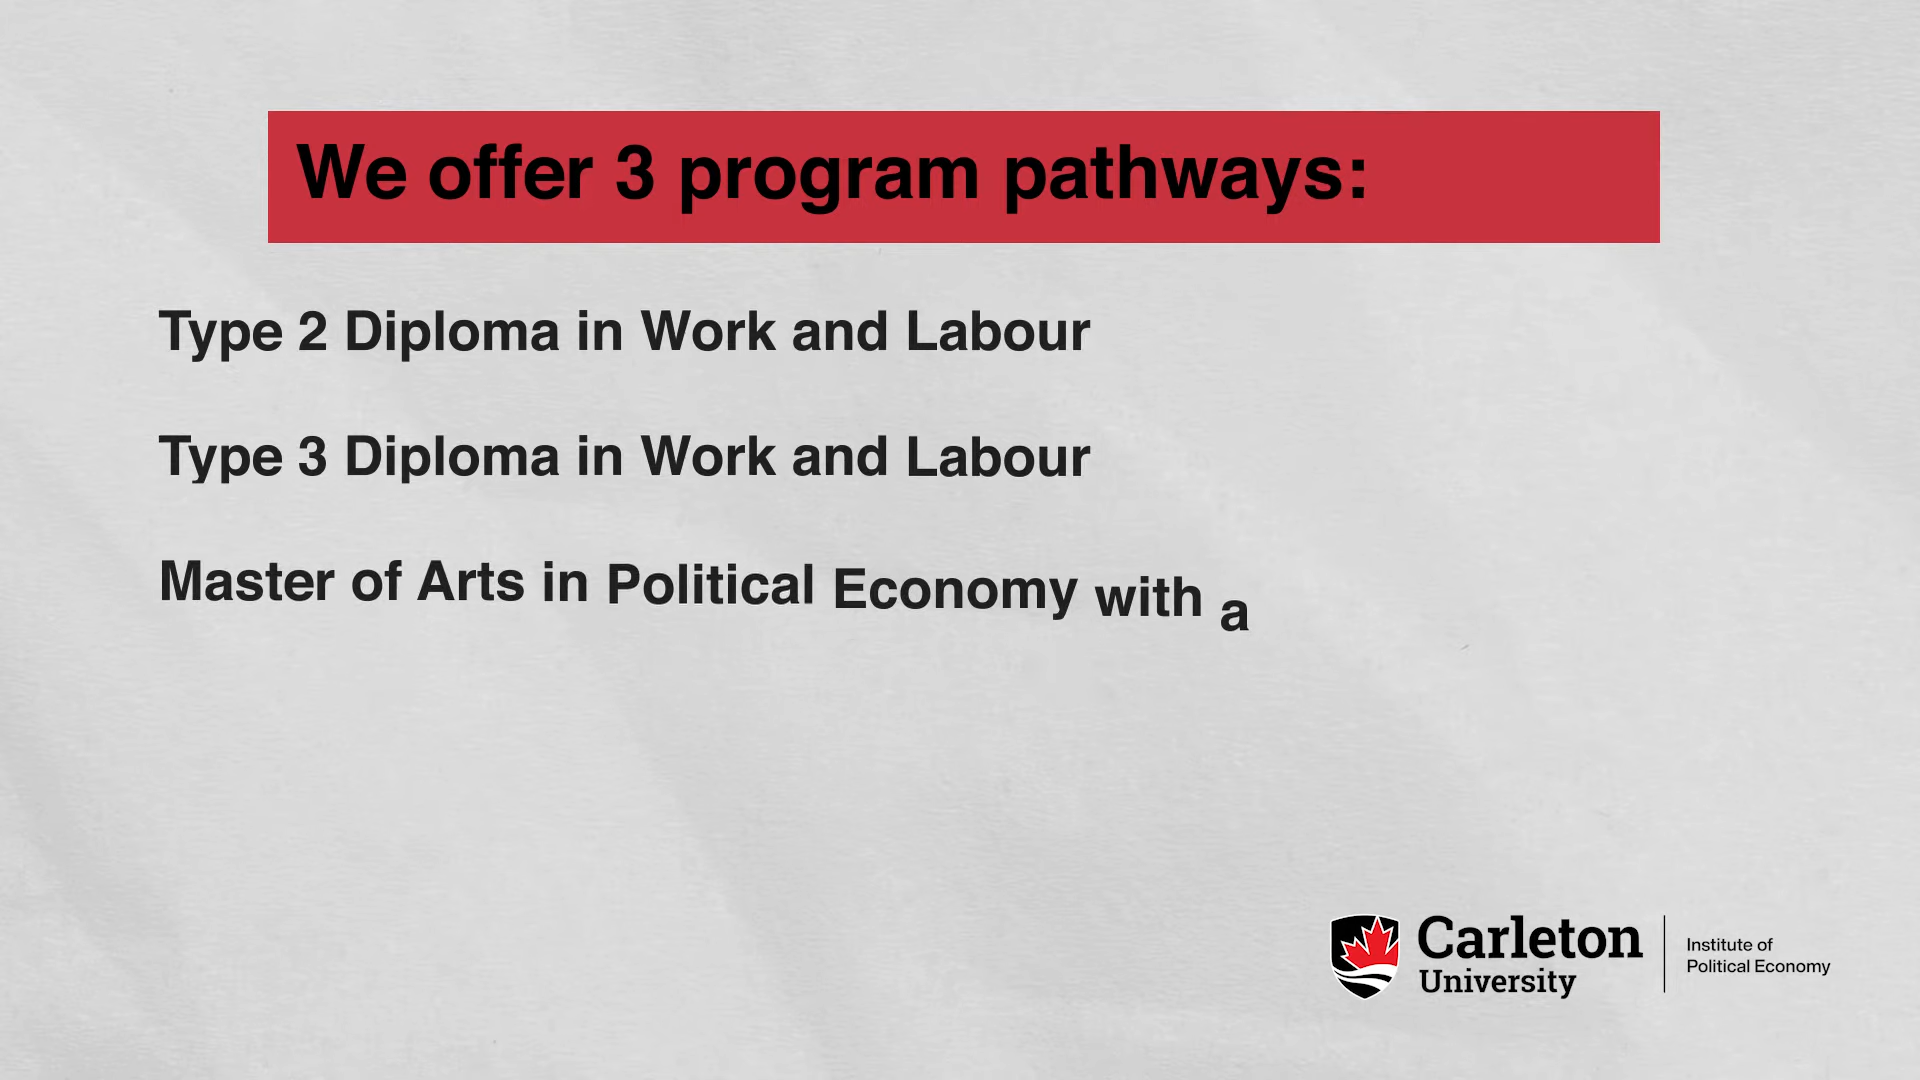 We offer 3 program pathways:
Type 2 Diploma in Work and Labour
Type 3 Diploma in Work and Labour
Master of Arts in Political Economy with a
Carleton
University
Institute of
Political Economy